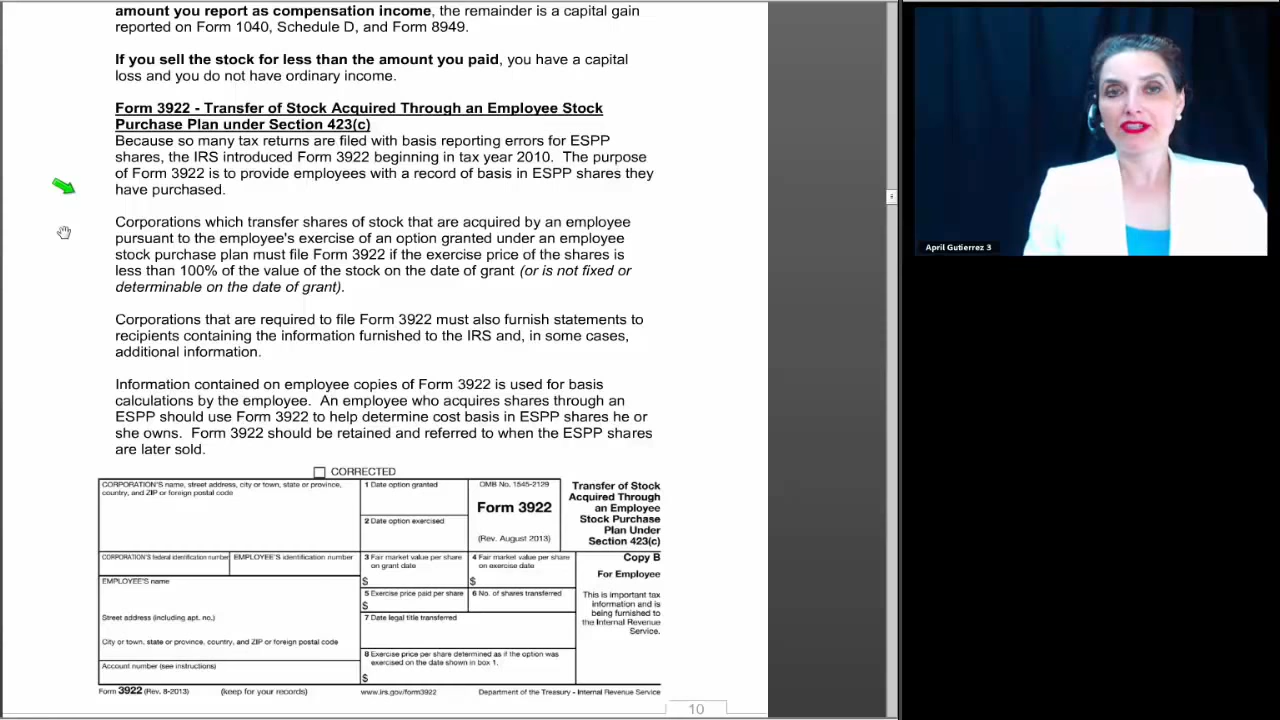 amount you report as compensation income, the remainder is a capital gain
reported on Form 1040, Schedule D, and Form 8949.
If you sell the stock for less than the amount you paid, you have a capital
loss and you do not have ordinary income.
Form 3922 - Transfer of Stock Acquired Through an Employee Stock
Purchase Plan under Section 423(c)
Because so many tax returns are filed with basis reporting errors for ESPP
shares, the IRS introduced Form 3922 beginning in tax year 2010. The purpose
of Form 3922 is to provide employees with a record of basis in ESPP shares they
have purchased.
Corporations which transfer shares of stock that are acquired by an employee
pursuant to the employee's exercise of an option granted under an employee
stock purchase plan must file Form 3922 if the exercise price of the shares is
less than 100% of the value of the stock on the date of grant (or is not fixed or
determinable on the date of grant).
Corporations that are required to file Form 3922 must also furnish statements to
recipients containing the information furnished to the IRS and, in some cases,
additional information.
Information contained on employee copies of Form 3922 is used for basis
calculations by the employee. An employee who acquires shares through an
ESPP should use Form 3922 to help determine cost basis in ESPP shares he or
she owns. Form 3922 should be retained and referred to when the ESPP shares
are later sold.
CORRECTED
CORPORATION'S name, street address, city or town, state or province,
country, and ZIP or foreign postal code
1 Date option granted
OMB No. 1545-2129
Form 3922
(Rev. August 2013)
Transfer of Stock
Acquired Through
an Employee
Stock Purchase
Plan Under
Section 423(c)
2 Date option exercised
CORPORATION'S federal identification number
EMPLOYEE'S identification number
3 Fair market value per share
on grant date
$
4 Fair market value per share
on exercise date
$
Copy B
For Employee
This is important tax
information and is
being furnished to
the Internal Revenue
Service.
EMPLOYEE'S name
5 Exercise price paid per share
$
6 No. of shares transferred
Street address (including apt. no.)
7 Date legal title transferred
City or town, state or province, country, and ZIP or foreign postal code
8 Exercise price per share determined as if the option was
exercised on the date shown in box 1.
$
Account number (see instructions)
Form 3922 (Rev. 8-2013)
(keep for your records)
www.irs.gov/form3922
Department of the Treasury - Internal Revenue Service
10
April Gutierrez 3